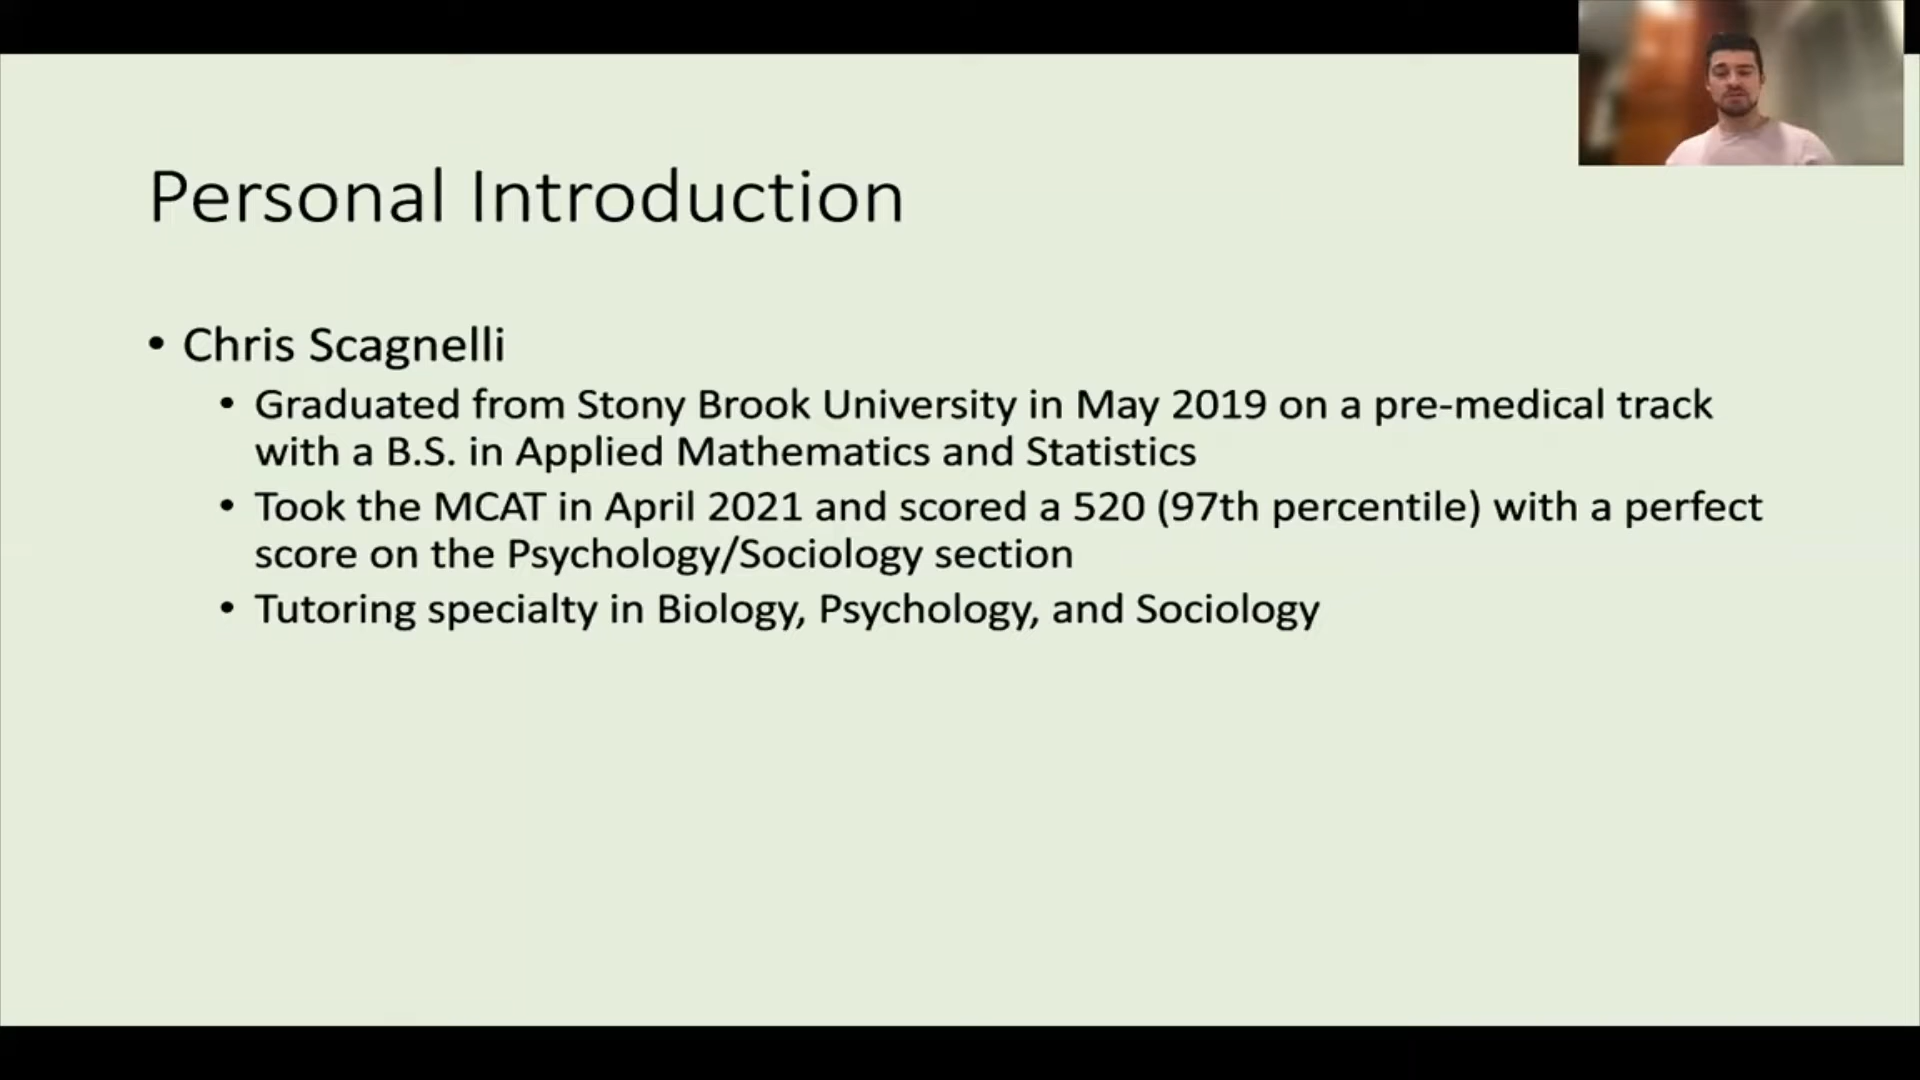 Personal Introduction
• Chris Scagnelli
• Graduated from Stony Brook University in May 2019 on a pre-medical track
with a B.S. in Applied Mathematics and Statistics
• Took the MCAT in April 2021 and scored a 520 (97th percentile) with a perfect
score on the Psychology/Sociology section
• Tutoring specialty in Biology, Psychology, and Sociology